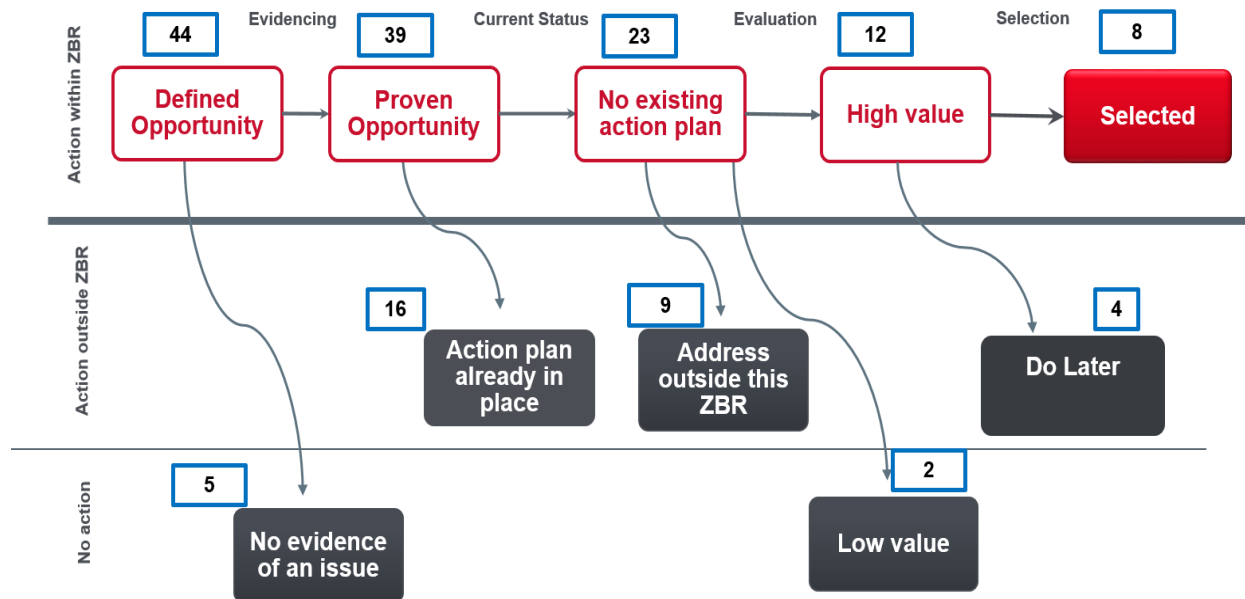 Evidencing
Current Status
Evaluation
Selection
44
39
23
12
8
Action within ZBR
Defined
Opportunity
Proven
Opportunity
No existing
action plan
High value
Selected
Action outside ZBR
16
Action plan
already in
place
9
Address
outside this
ZBR
4
Do Later
No action
5
No evidence
of an issue
2
Low value